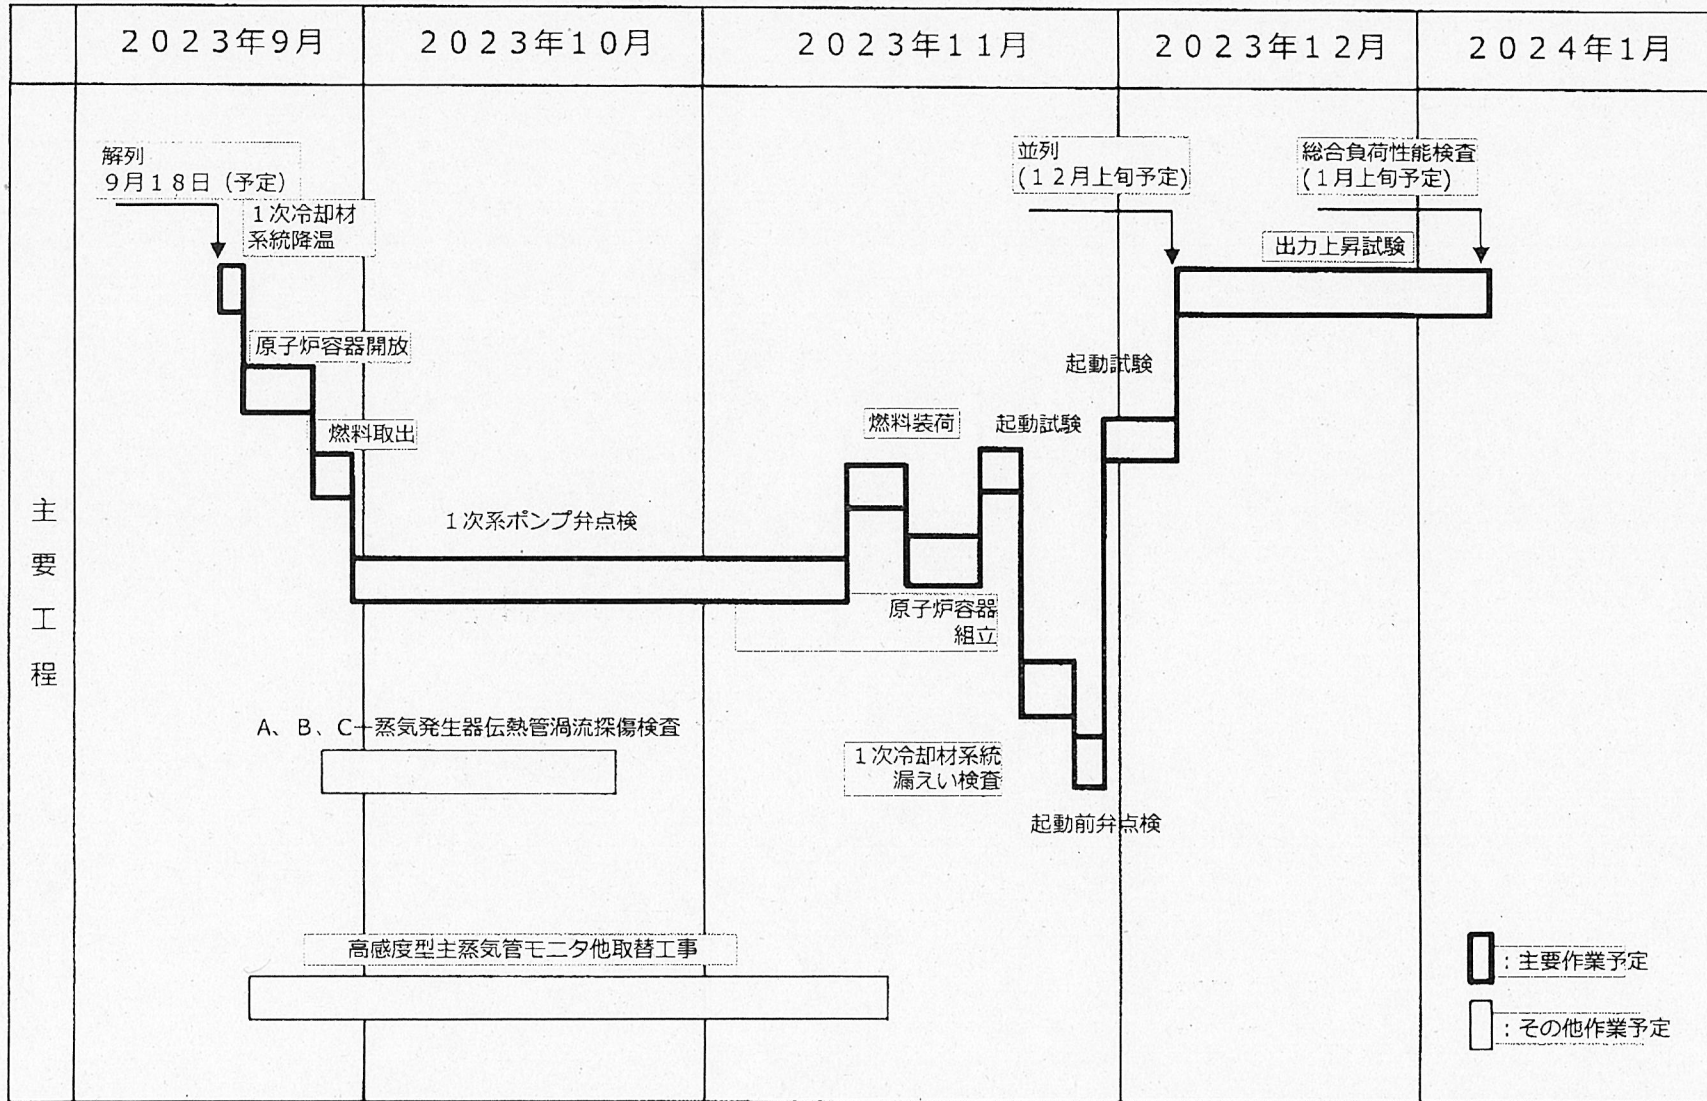 2023年9月
2023年10月
2023年11月
2023年12月
2024年1月
主要工程
解列
9月18日（予定）
1次冷却材
系統降温
並列
(12月上旬予定)
総合負荷性能検査
(1月上旬予定)
出力上昇試験
原子炉容器開放
起動試験
燃料取出
燃料装荷
起動試験
1次系ポンプ弁点検
原子炉容器
組立
A、B、C－蒸気発生器伝熱管渦流探傷検査
1次冷却材系統
漏えい検査
起動前弁点検
高感度型主蒸気管モニタ他取替工事
：主要作業予定
：その他作業予定